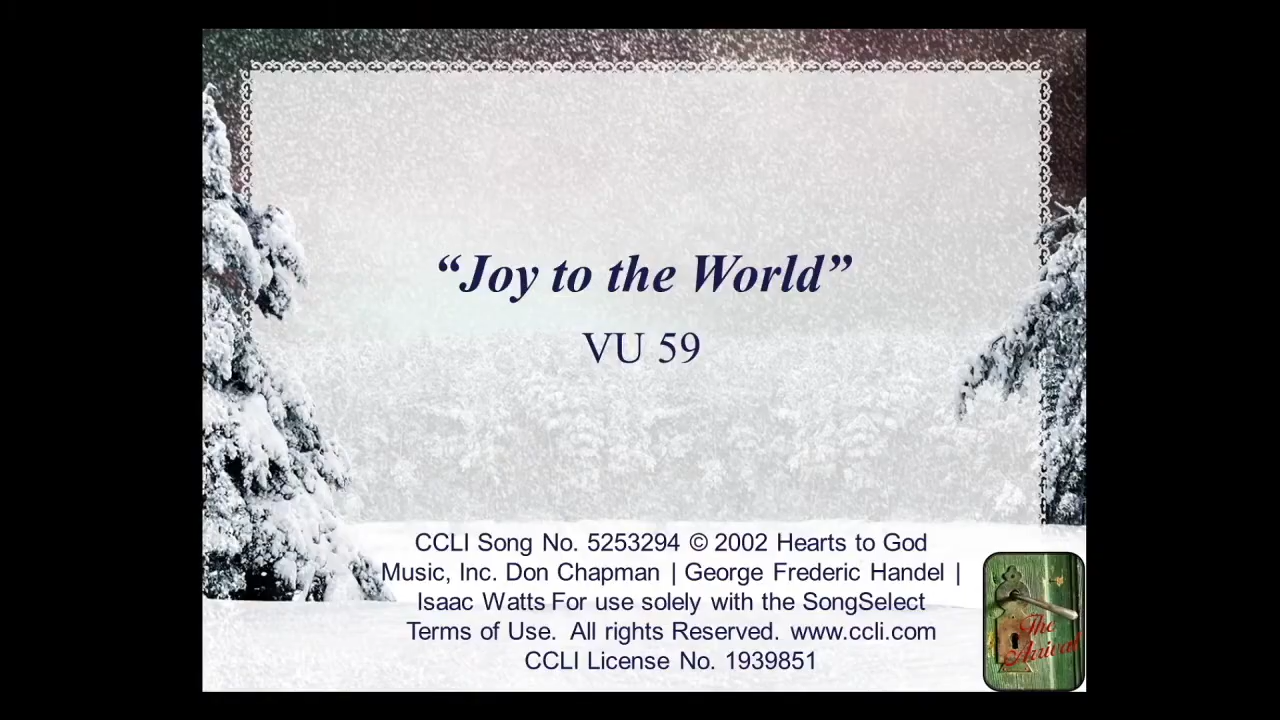 “Joy to the World”
VU 59
CCLI Song No. 5253294 © 2002 Hearts to God
Music, Inc. Don Chapman | George Frederic Handel |
Isaac Watts For use solely with the SongSelect
Terms of Use.  All rights Reserved. www.ccli.com
CCLI License No. 1939851
The
Arrival